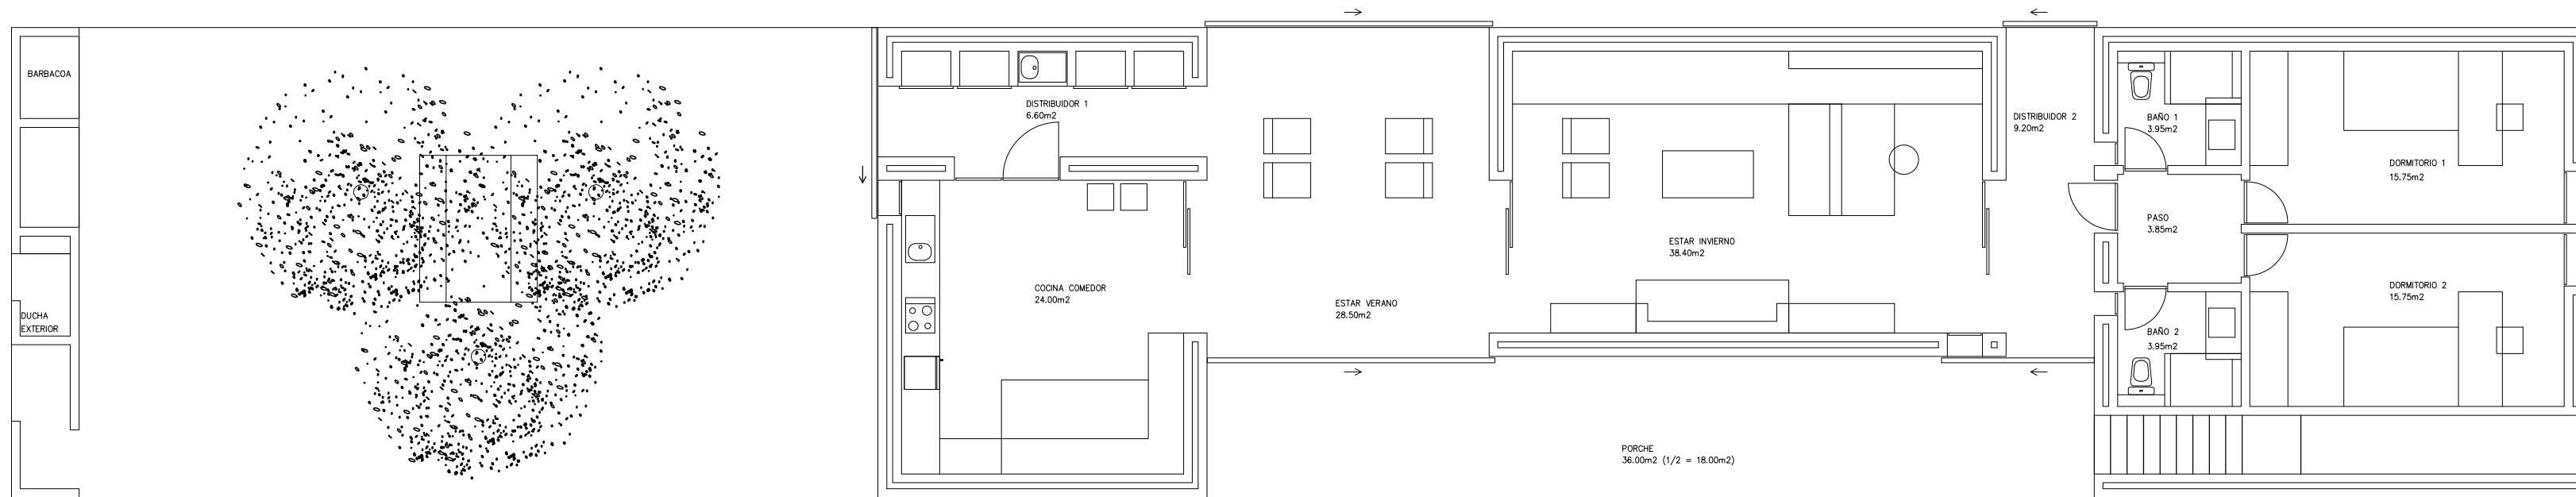 BARBACOA
DUCHA
EXTERIOR
DISTRIBUIDOR 1
6.60m2
COCINA COMEDOR
24.00m2
ESTAR VERANO
28.50m2
ESTAR INVIERNO
38.40m2
PORCHE
36.00m2 (1/2 = 18.00m2)
DISTRIBUIDOR 2
9.20m2
BAÑO 1
3.95m2
PASO
3.85m2
BAÑO 2
3.95m2
DORMITORIO 1
15.75m2
DORMITORIO 2
15.75m2